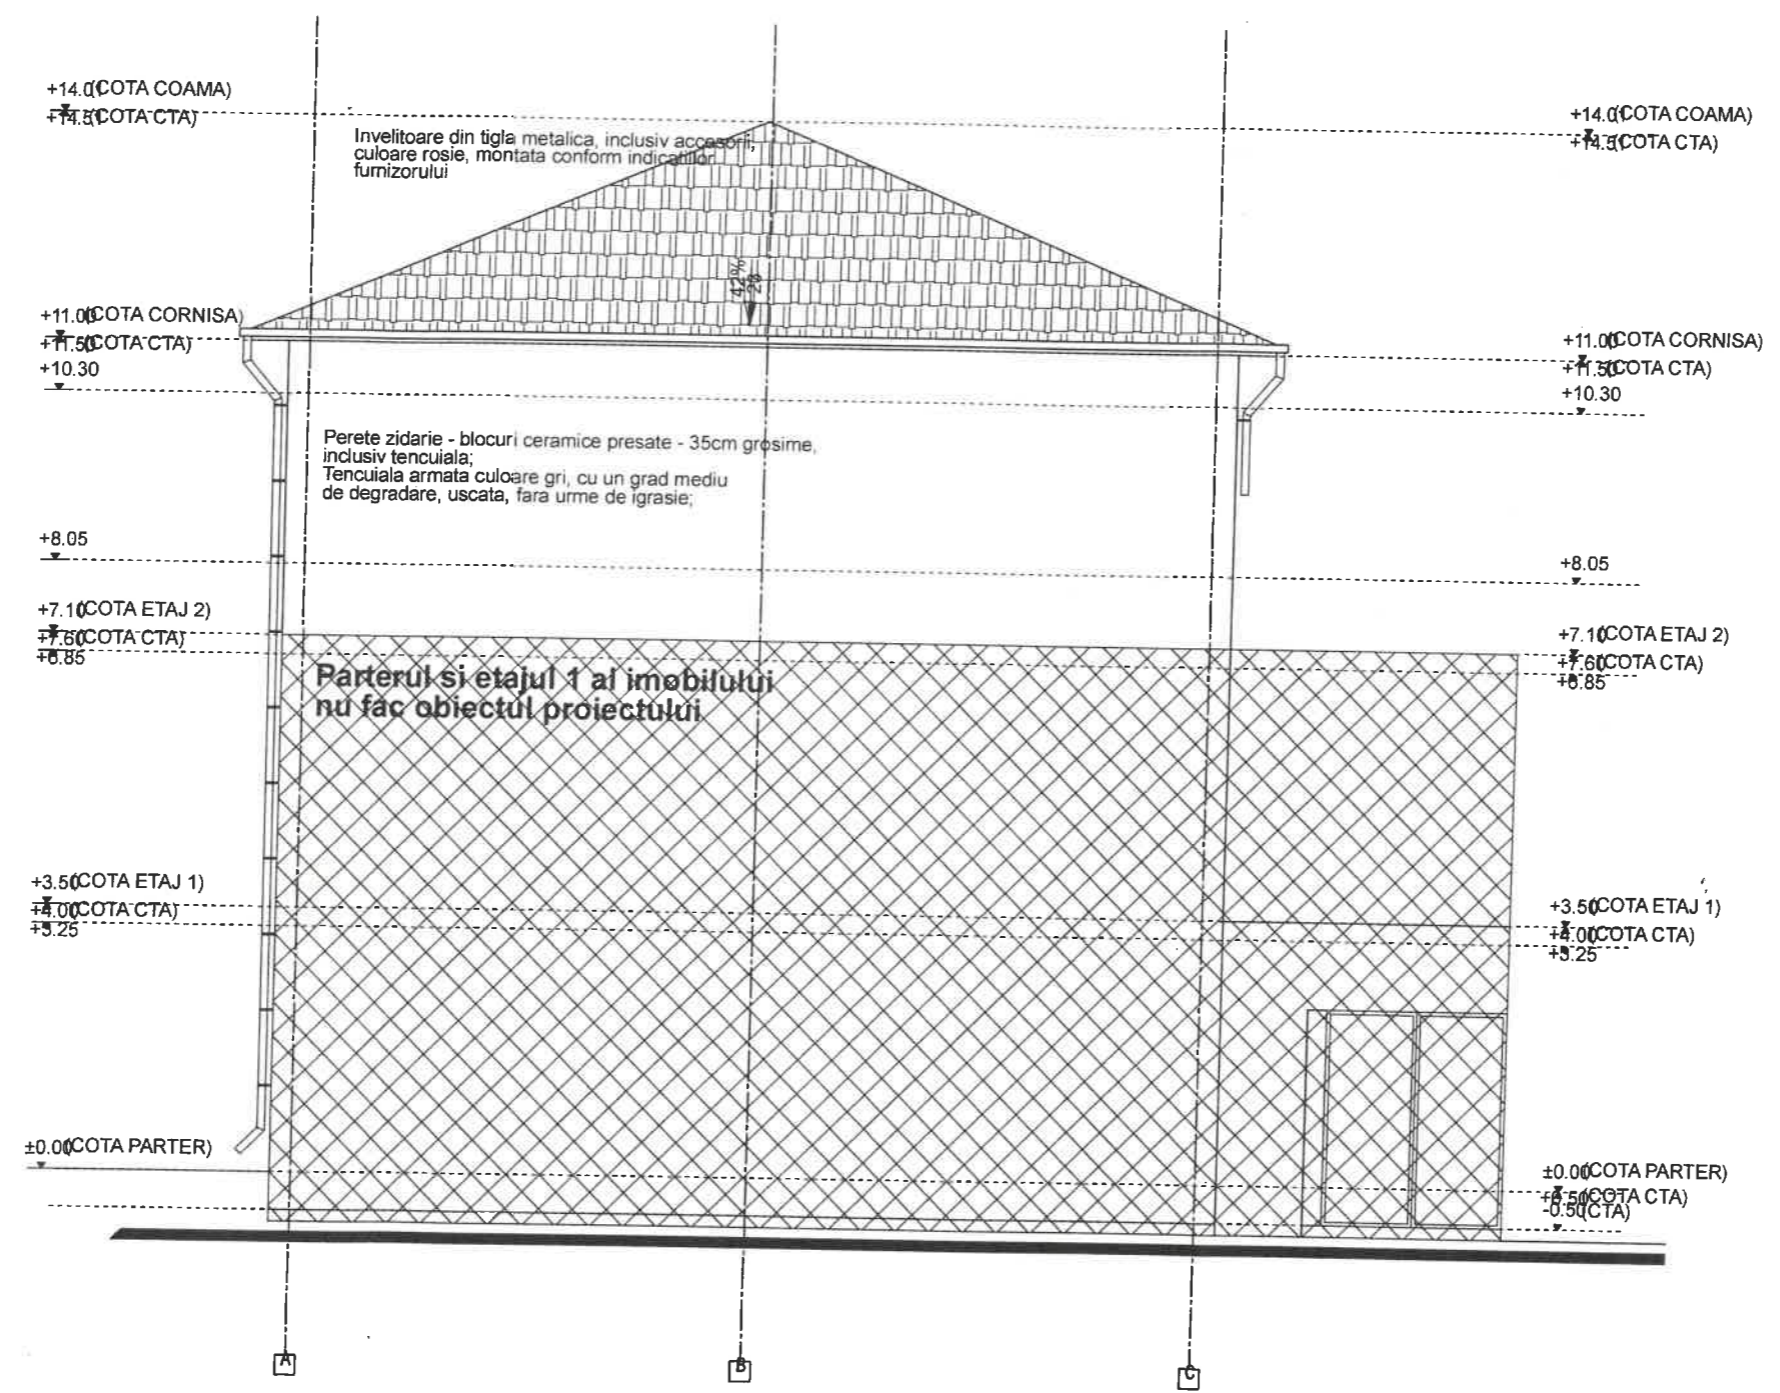 +14.01(COTA COAMA)
+14.51(COTA CTA)
+14.01(COTA COAMA)
+14.51(COTA CTA)
Invelitoare din tigla metalica, inclusiv accesorii,
culoare rosie, montata conform indicatiilor
furnizorului
42%
23
+11.00(COTA CORNISA)
+11.50(COTA CTA)
+10.30
+11.00(COTA CORNISA)
+11.50(COTA CTA)
+10.30
Perete zidarie - blocuri ceramice presate - 35cm grosime,
inclusiv tencuiala;
Tencuiala armata culoare gri, cu un grad mediu
de degradare, uscata, fara urme de igrasie;
+8.05
+8.05
+7.10(COTA ETAJ 2)
+7.60(COTA CTA)
+6.85
+7.10(COTA ETAJ 2)
+7.60(COTA CTA)
+6.85
Parterul si etajul 1 al imobilului
nu fac obiectul proiectului
+3.50(COTA ETAJ 1)
+4.00(COTA CTA)
+3.25
+3.50(COTA ETAJ 1)
+4.00(COTA CTA)
+3.25
±0.00(COTA PARTER)
±0.00(COTA PARTER)
+0.50(COTA CTA)
-0.50(CTA)
A
B
C